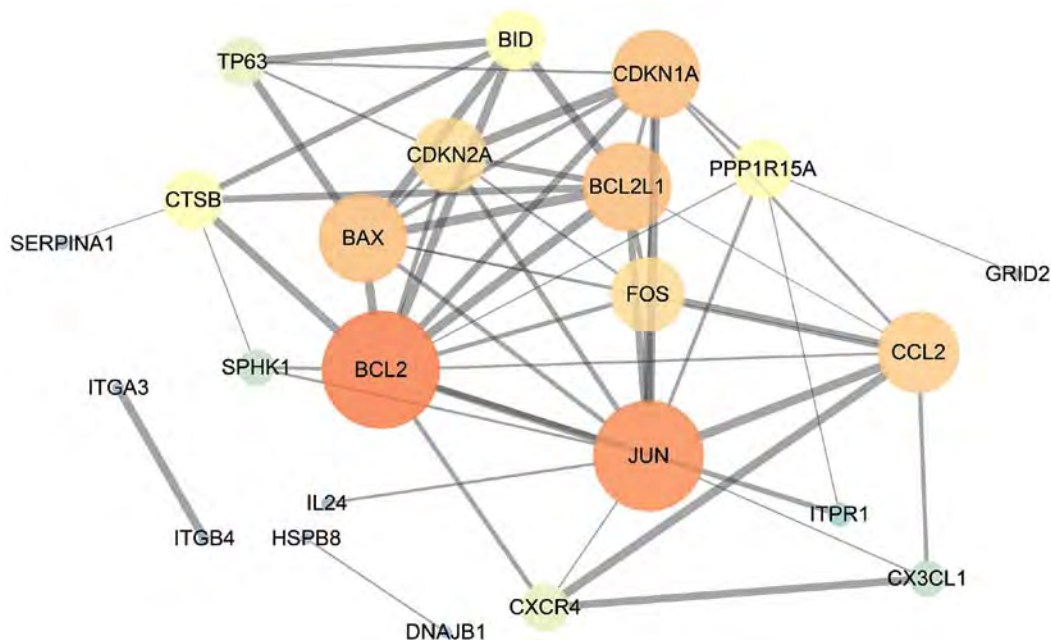 BID
TP63
CDKN1A
CDKN2A
PPP1R15A
BCL2L1
CTSB
SERPINA1
BAX
GRID2
FOS
CCL2
SPHK1
BCL2
ITGA3
JUN
IL24
ITPR1
ITGB4
HSPB8
CX3CL1
CXCR4
DNAJB1